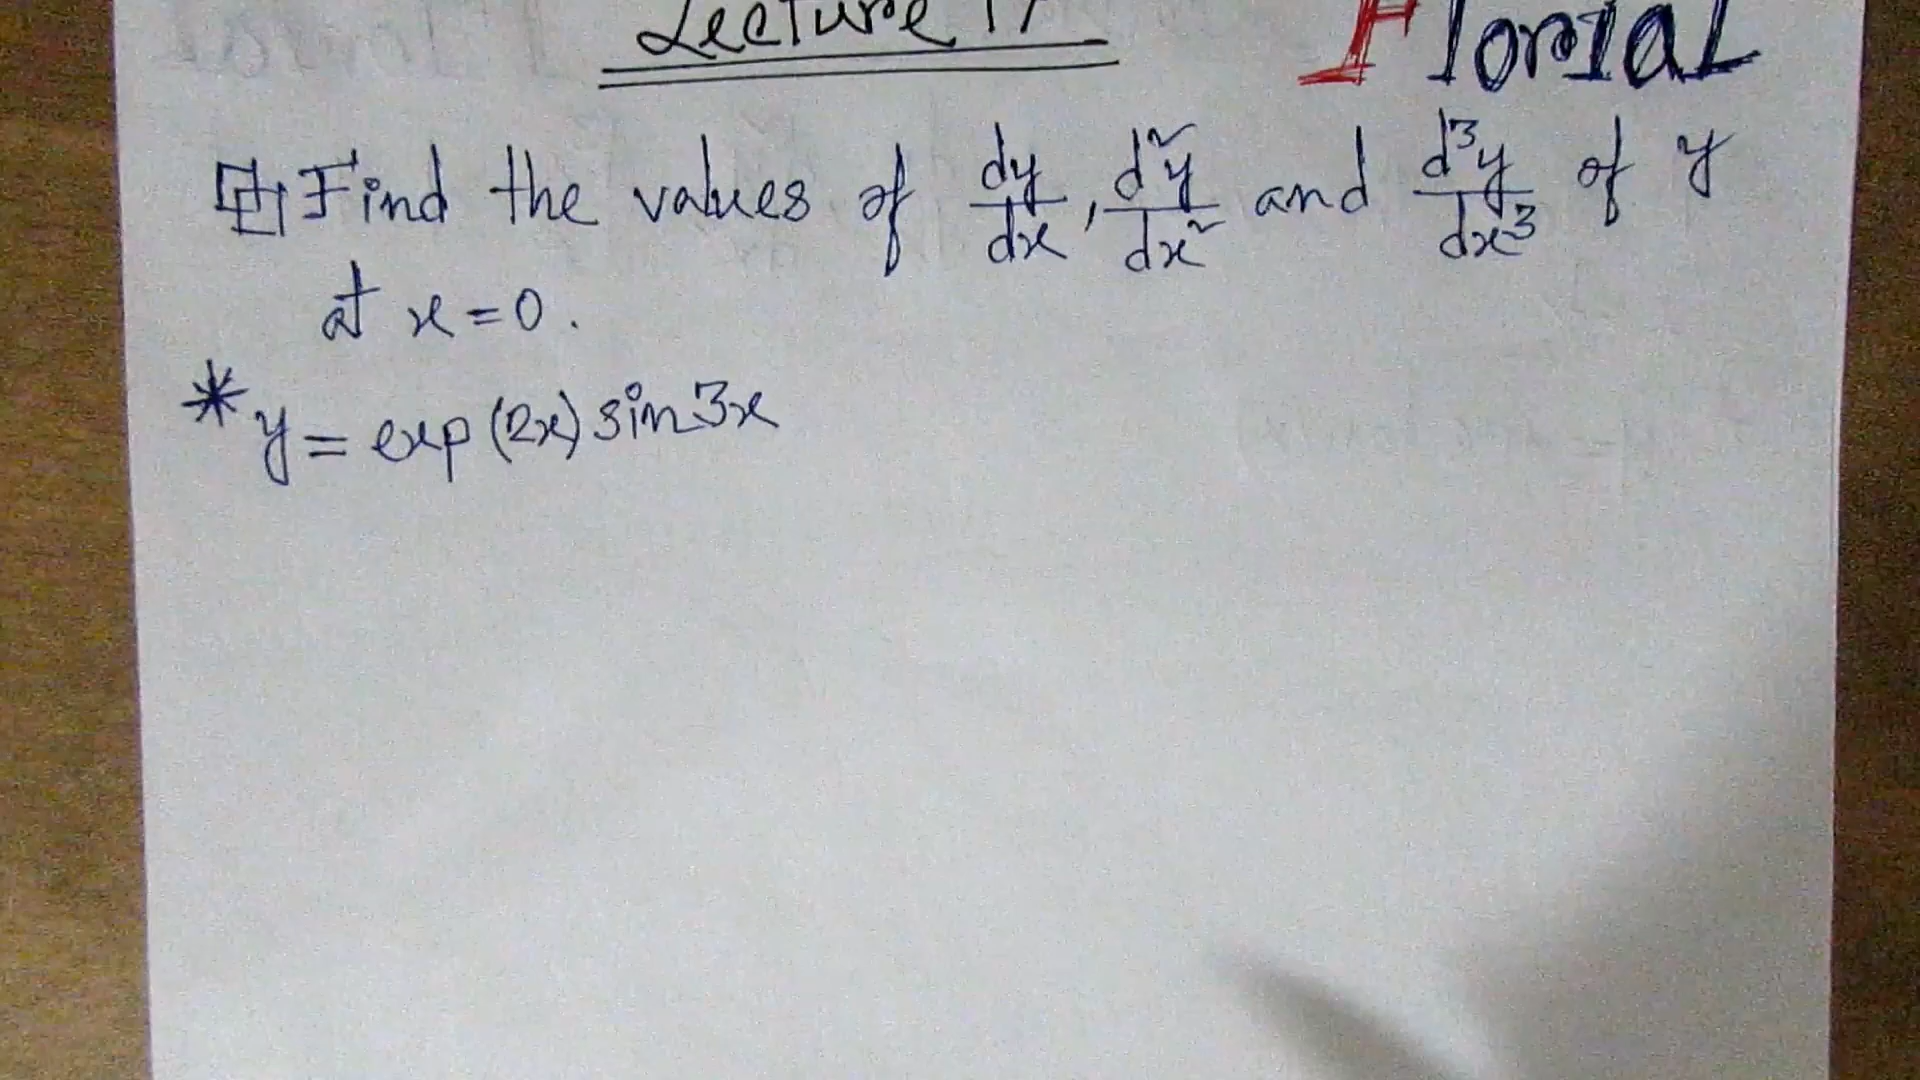 Lecture 17
Florial
Find the values of dy/dx, d²y/dx² and d³y/dx³ of y
at x=0.
* y = exp(2x) sin3x